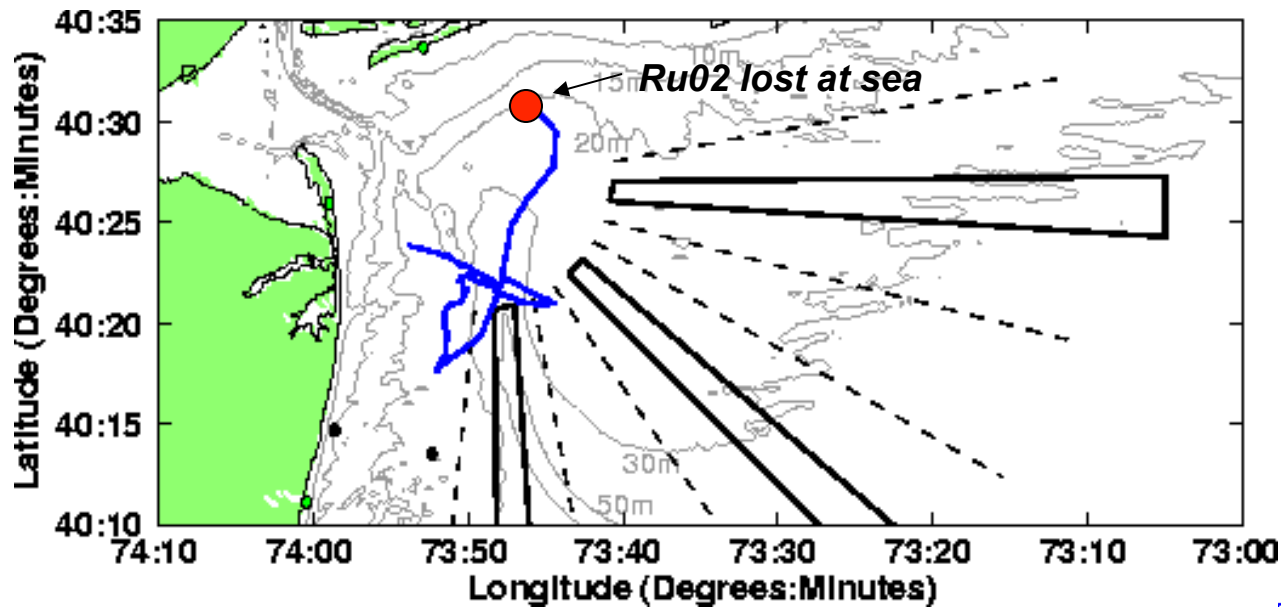 40:35
40:30
40:25
40:20
40:15
40:10
Latitude (Degrees:Minutes)
10m
Ru02 lost at sea
15m
20m
30m
50m
74:10 74:00 73:50 73:40 73:30 73:20 73:10 73:00
Longitude (Degrees:Minutes)